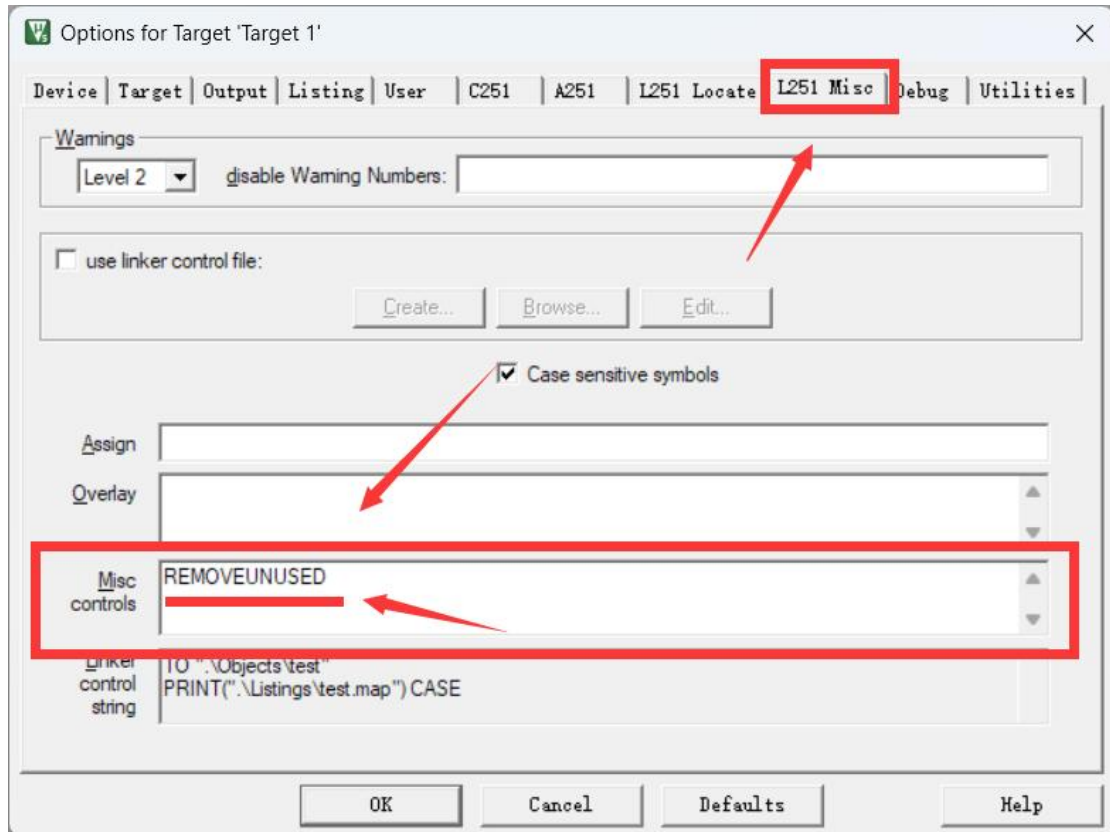 Options for Target 'Target 1'
Device Target Output Listing User C251 A251 L251 Locate L251 Misc Debug Utilities
Warnings
Level 2 disable Warning Numbers:
use linker control file:
Create... Browse... Edit...
Case sensitive symbols
Assign
Overlay
Misc controls
REMOVEUNUSED
Linker control string
TO ".\Objects\test"
PRINT(".\Listings\test.map") CASE
OK Cancel Defaults Help